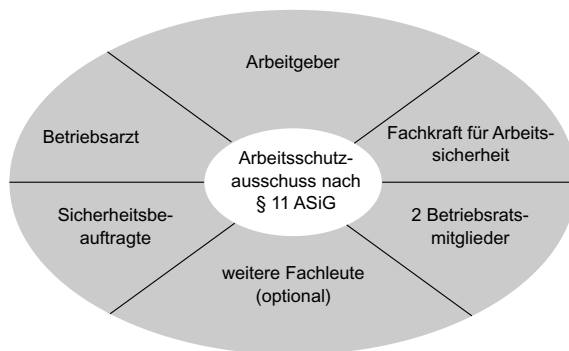 Arbeitgeber
Betriebsarzt
Fachkraft für Arbeits-
sicherheit
Arbeitsschutz-
ausschuss nach
§ 11 ASiG
Sicherheitsbe-
auftragte
2 Betriebsrats-
mitglieder
weitere Fachleute
(optional)